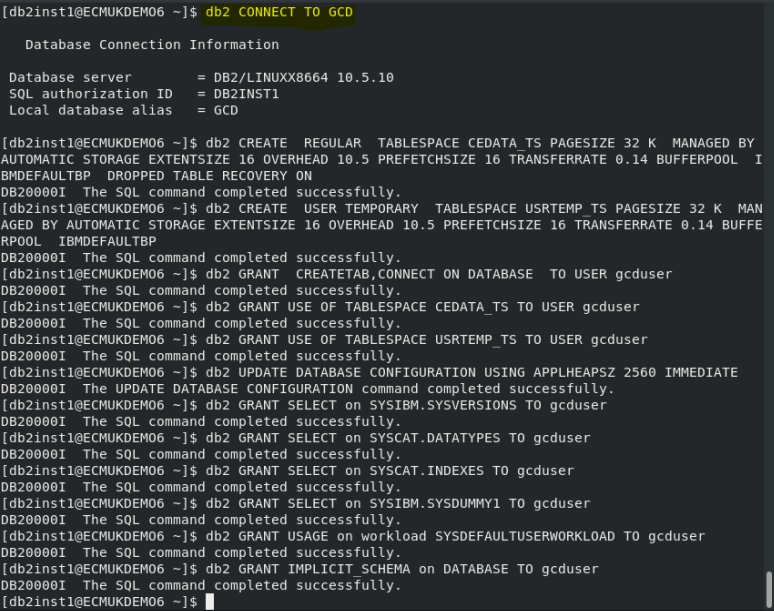 [db2inst1@ECMUKDEMO6 ~]$ db2 CONNECT TO GCD
Database Connection Information
Database server        = DB2/LINUXX8664 10.5.10
SQL authorization ID   = DB2INST1
Local database alias   = GCD
[db2inst1@ECMUKDEMO6 ~]$ db2 CREATE  REGULAR  TABLESPACE CEDATA_TS PAGESIZE 32 K  MANAGED BY
AUTOMATIC STORAGE EXTENTSIZE 16 OVERHEAD 10.5 PREFETCHSIZE 16 TRANSFERRATE 0.14 BUFFERPOOL  I
BMDEFAULTBP  DROPPED TABLE RECOVERY ON
DB20000I  The SQL command completed successfully.
[db2inst1@ECMUKDEMO6 ~]$ db2 CREATE  USER TEMPORARY  TABLESPACE USRTEMP_TS PAGESIZE 32 K  MAN
AGED BY AUTOMATIC STORAGE EXTENTSIZE 16 OVERHEAD 10.5 PREFETCHSIZE 16 TRANSFERRATE 0.14 BUFFE
RPOOL  IBMDEFAULTBP
DB20000I  The SQL command completed successfully.
[db2inst1@ECMUKDEMO6 ~]$ db2 GRANT  CREATETAB,CONNECT ON DATABASE  TO USER gcduser
DB20000I  The SQL command completed successfully.
[db2inst1@ECMUKDEMO6 ~]$ db2 GRANT USE OF TABLESPACE CEDATA_TS TO USER gcduser
DB20000I  The SQL command completed successfully.
[db2inst1@ECMUKDEMO6 ~]$ db2 GRANT USE OF TABLESPACE USRTEMP_TS TO USER gcduser
DB20000I  The SQL command completed successfully.
[db2inst1@ECMUKDEMO6 ~]$ db2 UPDATE DATABASE CONFIGURATION USING APPLHEAPSZ 2560 IMMEDIATE
DB20000I  The UPDATE DATABASE CONFIGURATION command completed successfully.
[db2inst1@ECMUKDEMO6 ~]$ db2 GRANT SELECT on SYSIBM.SYSVERSIONS TO gcduser
DB20000I  The SQL command completed successfully.
[db2inst1@ECMUKDEMO6 ~]$ db2 GRANT SELECT on SYSCAT.DATATYPES TO gcduser
DB20000I  The SQL command completed successfully.
[db2inst1@ECMUKDEMO6 ~]$ db2 GRANT SELECT on SYSCAT.INDEXES TO gcduser
DB20000I  The SQL command completed successfully.
[db2inst1@ECMUKDEMO6 ~]$ db2 GRANT SELECT on SYSIBM.SYSDUMMY1 TO gcduser
DB20000I  The SQL command completed successfully.
[db2inst1@ECMUKDEMO6 ~]$ db2 GRANT USAGE on workload SYSDEFAULTUSERWORKLOAD TO gcduser
DB20000I  The SQL command completed successfully.
[db2inst1@ECMUKDEMO6 ~]$ db2 GRANT IMPLICIT_SCHEMA on DATABASE TO gcduser
DB20000I  The SQL command completed successfully.
[db2inst1@ECMUKDEMO6 ~]$